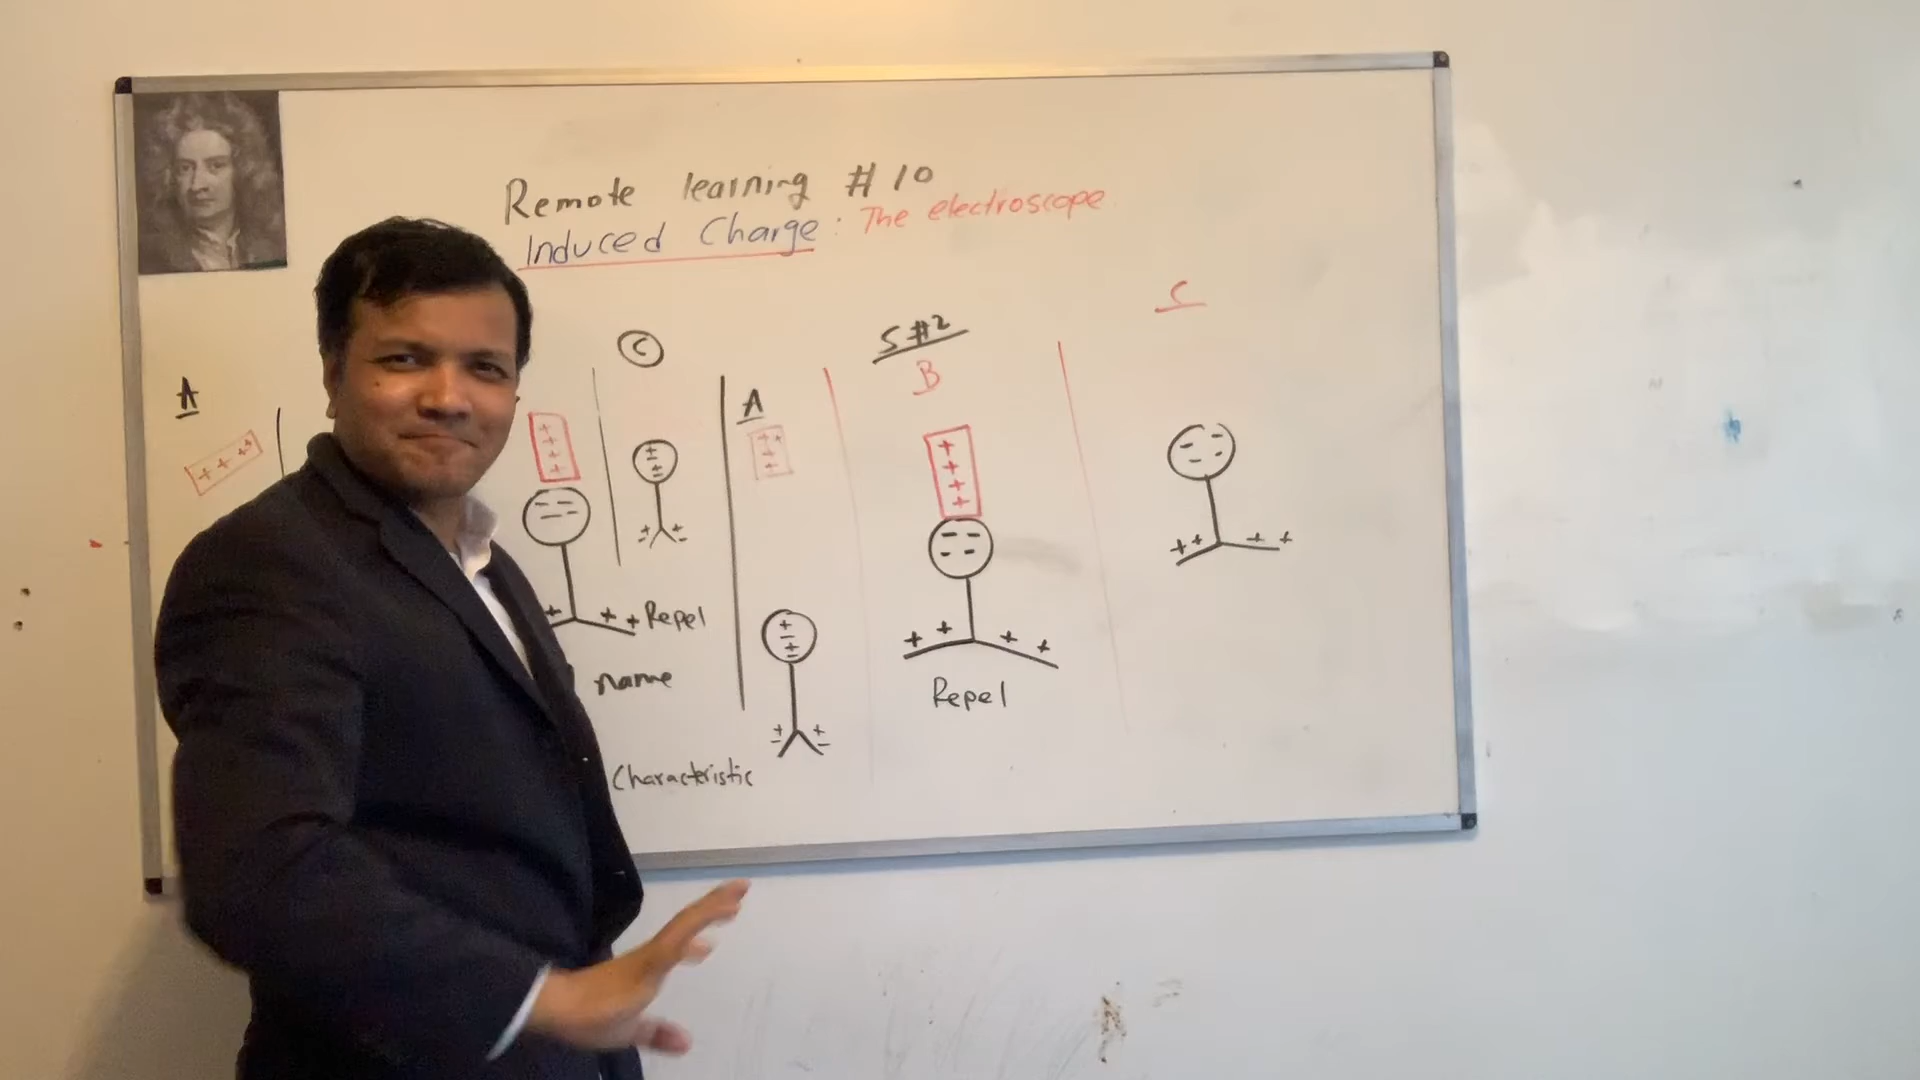 Remote learning #10
Induced Charge: The electroscope
C
C
S#2
B
A
A
+ + + +
+ + + +
+ + + +
+ + + +
- - - -
- - - -
- - - -
+ + + +
+ + + Repel
name
+ + + +
Repel
Characteristic